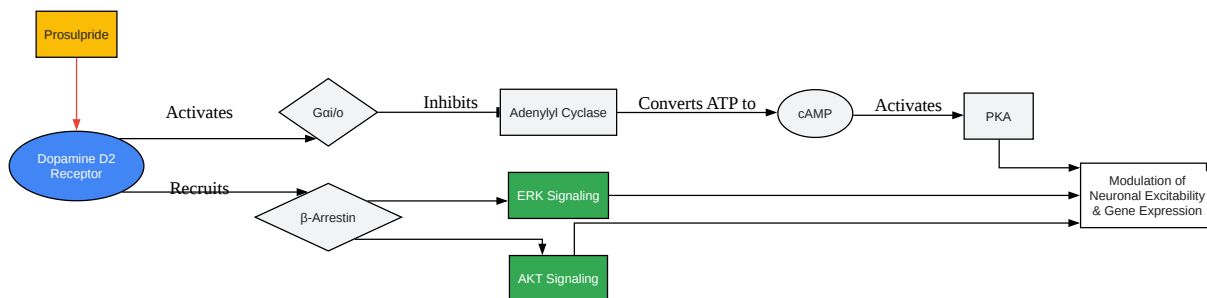 Prosulpride
Activates
Gαi/o
Inhibits
Adenylyl Cyclase
Converts ATP to
cAMP
Activates
PKA
Dopamine D2
Receptor
Recruits
β-Arrestin
ERK Signaling
AKT Signaling
Modulation of
Neuronal Excitability
& Gene Expression